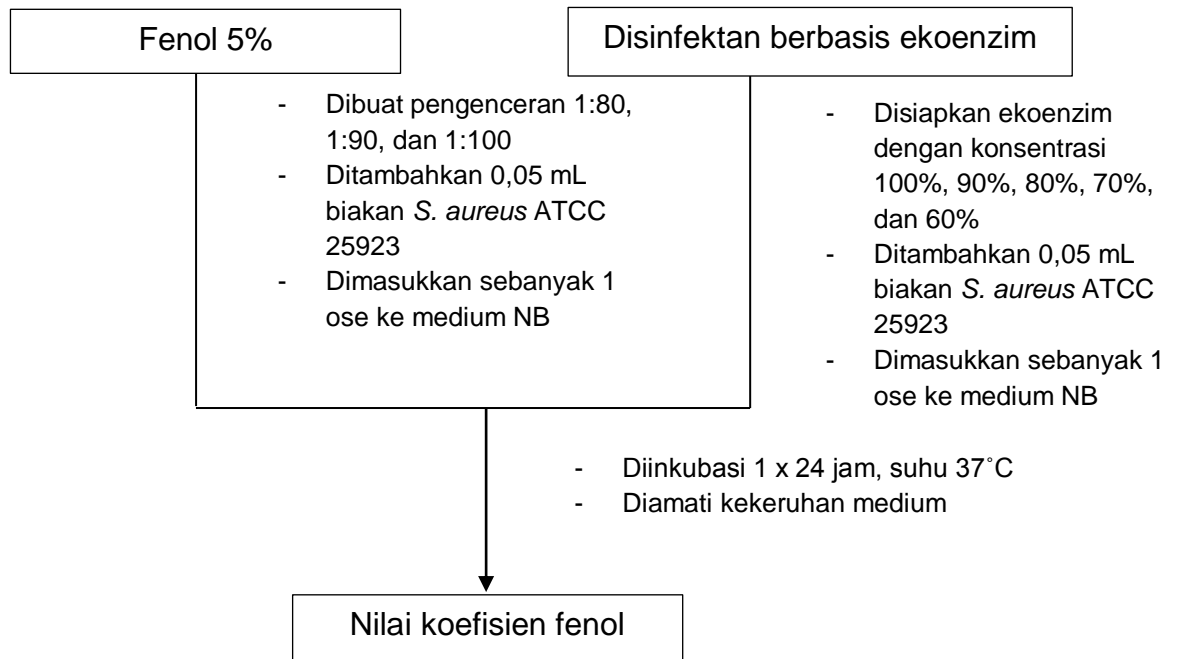 Fenol 5%
Disinfektan berbasis ekoenzim
- Dibuat pengenceran 1:80,
1:90, dan 1:100
- Ditambahkan 0,05 mL
biakan S. aureus ATCC
25923
- Dimasukkan sebanyak 1
ose ke medium NB
- Disiapkan ekoenzim
dengan konsentrasi
100%, 90%, 80%, 70%,
dan 60%
- Ditambahkan 0,05 mL
biakan S. aureus ATCC
25923
- Dimasukkan sebanyak 1
ose ke medium NB
- Diinkubasi 1 x 24 jam, suhu 37˚C
- Diamati kekeruhan medium
Nilai koefisien fenol